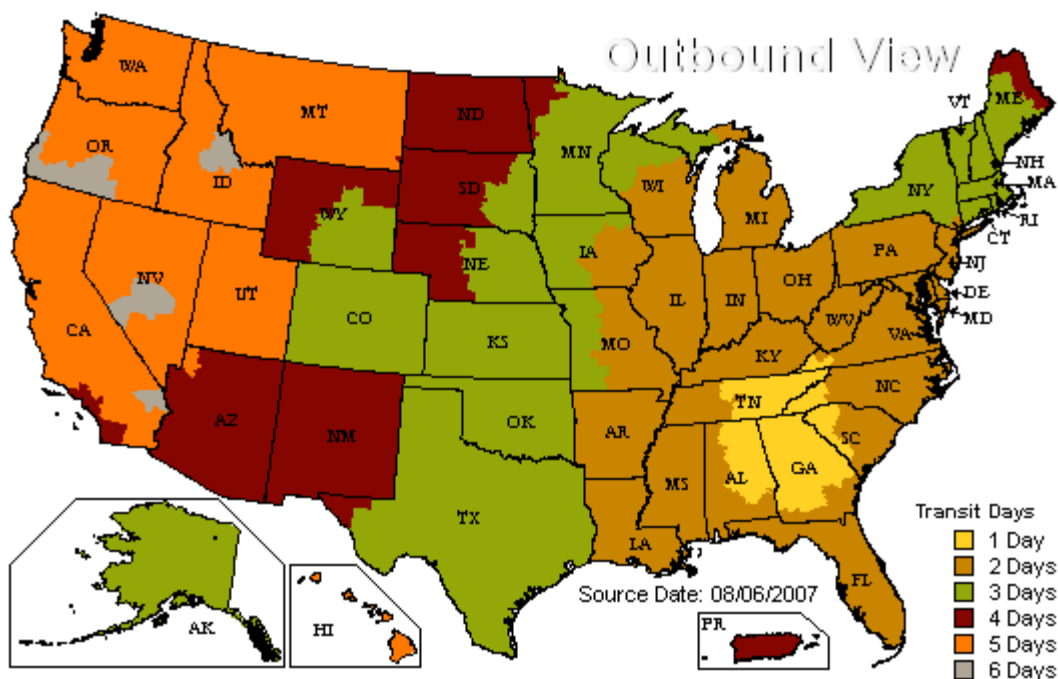 Outbound View
WA
MT
ND
ME
VT
OR
MN
NH
ID
SD
WI
NY
MA
WY
MI
RI
CT
NE
IA
PA
NJ
NV
UT
IL
IN
OH
DE
MD
CA
CO
KS
MO
WV
VA
KY
NC
TN
AZ
NM
OK
AR
SC
MS
AL
GA
TX
LA
FL
AK
HI
PR
Source Date: 08/06/2007
Transit Days
1 Day
2 Days
3 Days
4 Days
5 Days
6 Days